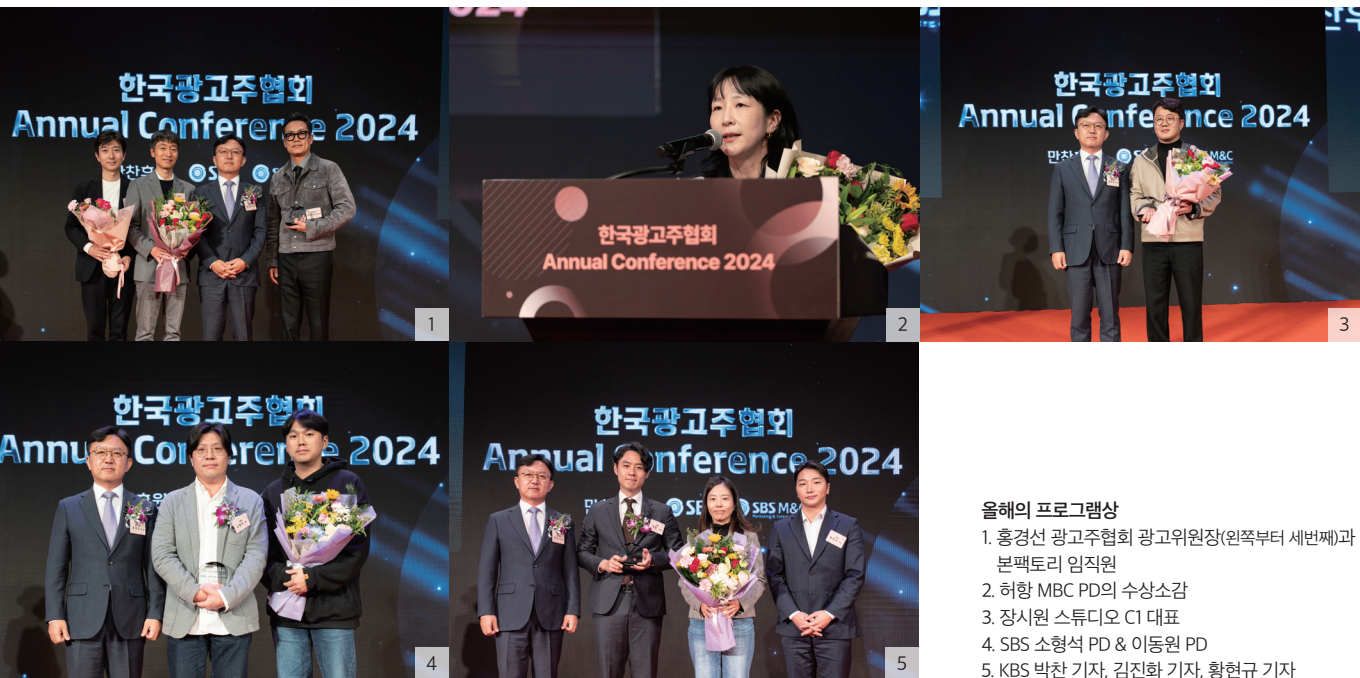 한국광고주협회
Annual Conference 2024
1
한국광고주협회
Annual Conference 2024
2
한국광고주협회
Annual Conference 2024
M&C
3
한국광고주협회
Annual Conference 2024
4
한국광고주협회
Annual Conference 2024
SBS M&C
5
올해의 프로그램상
1. 홍경선 광고주협회 광고위원장(왼쪽부터 세번째)과
본팩토리 임직원
2. 허항 MBC PD의 수상소감
3. 장시원 스튜디오 C1 대표
4. SBS 소형석 PD & 이동원 PD
5. KBS 박찬 기자, 김진화 기자, 황현규 기자